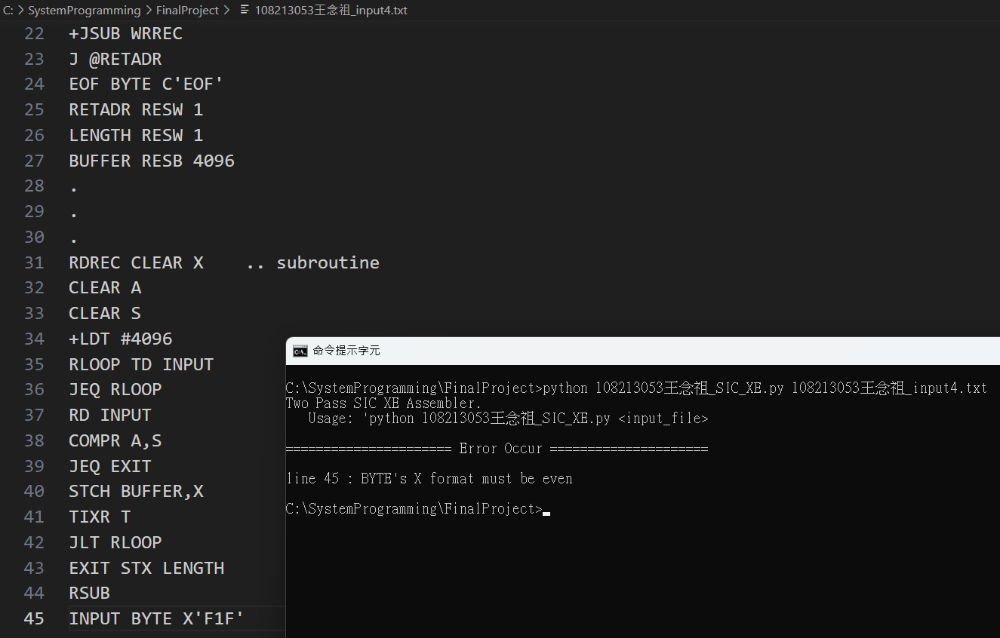 C: > SystemProgramming > FinalProject > 108213053王念祖_input4.txt
22 +JSUB WRREC
23 J @RETADR
24 EOF BYTE C'EOF'
25 RETADR RESW 1
26 LENGTH RESW 1
27 BUFFER RESB 4096
28 .
29 .
30 .
31 RDREC CLEAR X    .. subroutine
32 CLEAR A
33 CLEAR S
34 +LDT #4096
35 RLOOP TD INPUT
36 JEQ RLOOP
37 RD INPUT
38 COMPR A,S
39 JEQ EXIT
40 STCH BUFFER,X
41 TIXR T
42 JLT RLOOP
43 EXIT STX LENGTH
44 RSUB
45 INPUT BYTE X'F1F'
命令提示字元
C:\SystemProgramming\FinalProject>python 108213053王念祖_SIC_XE.py 108213053王念祖_input4.txt
Two Pass SIC XE Assembler.
   Usage: 'python 108213053王念祖_SIC_XE.py <input_file>
====================== Error Occur =====================
line 45 : BYTE's X format must be even
C:\SystemProgramming\FinalProject>